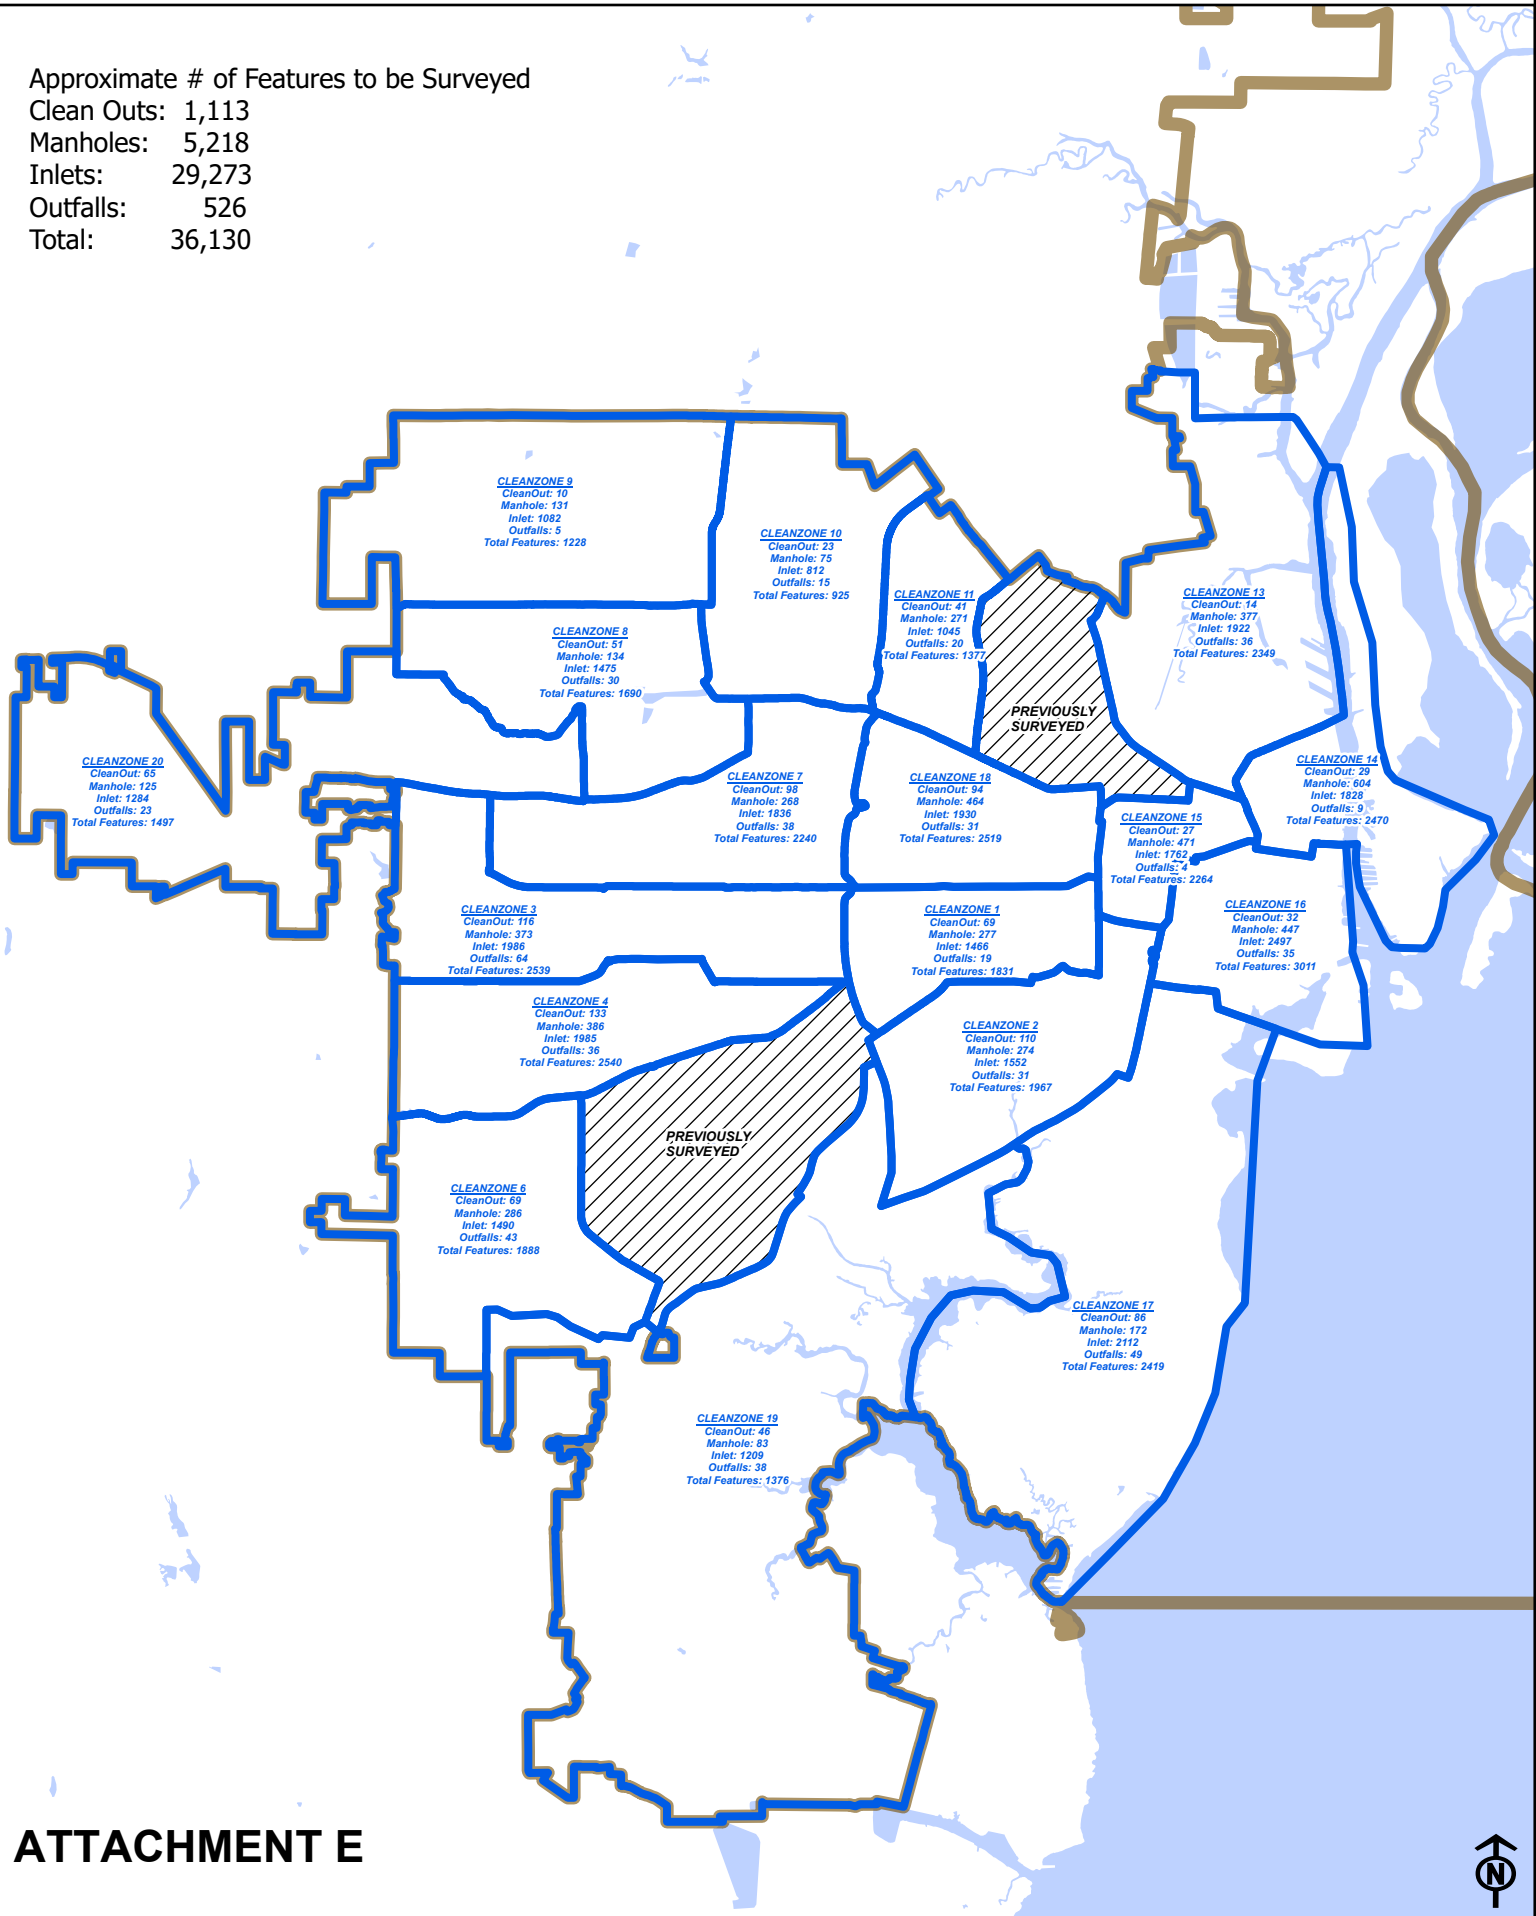 Approximate # of Features to be Surveyed
Clean Outs: 1,113
Manholes: 5,218
Inlets: 29,273
Outfalls: 526
Total: 36,130
CLEANZONE 9
CleanOut: 10
Manhole: 131
Inlet: 1082
Outfalls: 5
Total Features: 1228
CLEANZONE 10
CleanOut: 23
Manhole: 75
Inlet: 812
Outfalls: 15
Total Features: 925
CLEANZONE 11
CleanOut: 41
Manhole: 271
Inlet: 1045
Outfalls: 20
Total Features: 1377
CLEANZONE 13
CleanOut: 14
Manhole: 377
Inlet: 1922
Outfalls: 36
Total Features: 2349
CLEANZONE 8
CleanOut: 51
Manhole: 134
Inlet: 1475
Outfalls: 30
Total Features: 1690
PREVIOUSLY
SURVEYED
CLEANZONE 20
CleanOut: 65
Manhole: 125
Inlet: 1284
Outfalls: 23
Total Features: 1497
CLEANZONE 7
CleanOut: 98
Manhole: 268
Inlet: 1836
Outfalls: 38
Total Features: 2240
CLEANZONE 18
CleanOut: 94
Manhole: 464
Inlet: 1930
Outfalls: 31
Total Features: 2519
CLEANZONE 14
CleanOut: 29
Manhole: 604
Inlet: 1828
Outfalls: 9
Total Features: 2470
CLEANZONE 15
CleanOut: 27
Manhole: 471
Inlet: 1762
Outfalls: 4
Total Features: 2264
CLEANZONE 3
CleanOut: 116
Manhole: 373
Inlet: 1986
Outfalls: 64
Total Features: 2539
CLEANZONE 1
CleanOut: 69
Manhole: 277
Inlet: 1466
Outfalls: 19
Total Features: 1831
CLEANZONE 16
CleanOut: 32
Manhole: 447
Inlet: 2497
Outfalls: 35
Total Features: 3011
CLEANZONE 4
CleanOut: 133
Manhole: 386
Inlet: 1985
Outfalls: 36
Total Features: 2540
CLEANZONE 2
CleanOut: 110
Manhole: 274
Inlet: 1552
Outfalls: 31
Total Features: 1967
PREVIOUSLY
SURVEYED
CLEANZONE 6
CleanOut: 69
Manhole: 286
Inlet: 1490
Outfalls: 43
Total Features: 1888
CLEANZONE 17
CleanOut: 86
Manhole: 172
Inlet: 2112
Outfalls: 49
Total Features: 2419
CLEANZONE 19
CleanOut: 46
Manhole: 83
Inlet: 1209
Outfalls: 38
Total Features: 1376
ATTACHMENT E
N